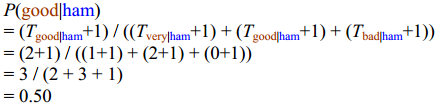 P(good|ham)
= (Tgood|ham+1) / ((Tvery|ham+1) + (Tgood|ham+1) + (Tbad|ham+1))
= (2+1) / ((1+1) + (2+1) + (0+1))
= 3 / (2 + 3 + 1)
= 0.50